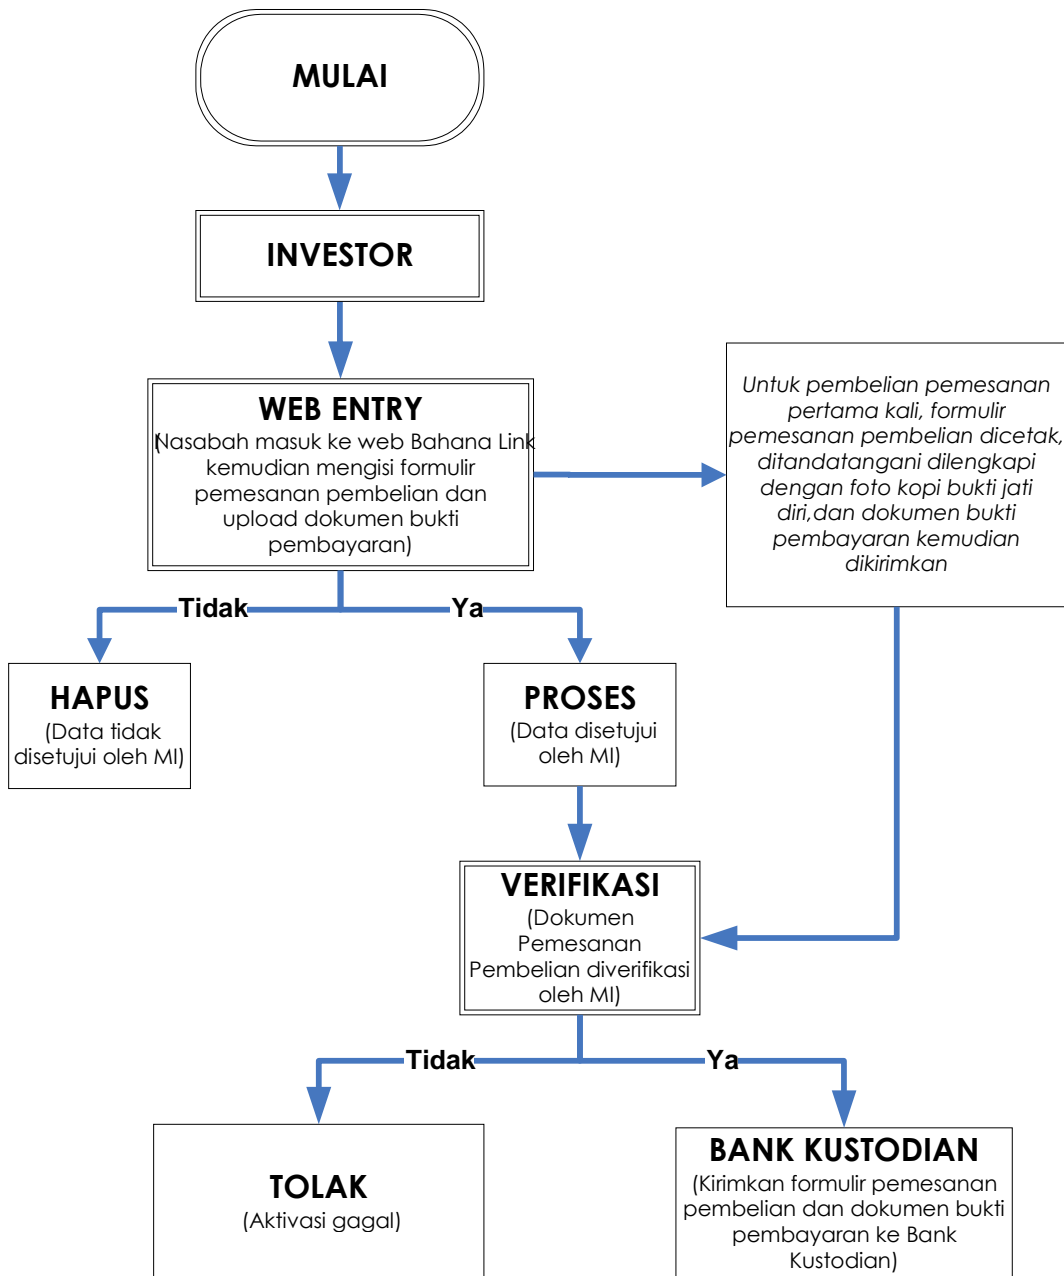 MULAI
INVESTOR
WEB ENTRY
(Nasabah masuk ke web Bahana Link
kemudian mengisi formulir
pemesanan pembelian dan
upload dokumen bukti
pembayaran)
Untuk pembelian pemesanan
pertama kali, formulir
pemesanan pembelian dicetak,
ditandatangani dilengkapi
dengan foto kopi bukti jati
diri,dan dokumen bukti
pembayaran kemudian
dikirimkan
Tidak
Ya
HAPUS
(Data tidak
disetujui oleh MI)
PROSES
(Data disetujui
oleh MI)
VERIFIKASI
(Dokumen
Pemesanan
Pembelian diverifikasi
oleh MI)
Tidak
Ya
TOLAK
(Aktivasi gagal)
BANK KUSTODIAN
(Kirimkan formulir pemesanan
pembelian dan dokumen bukti
pembayaran ke Bank
Kustodian)